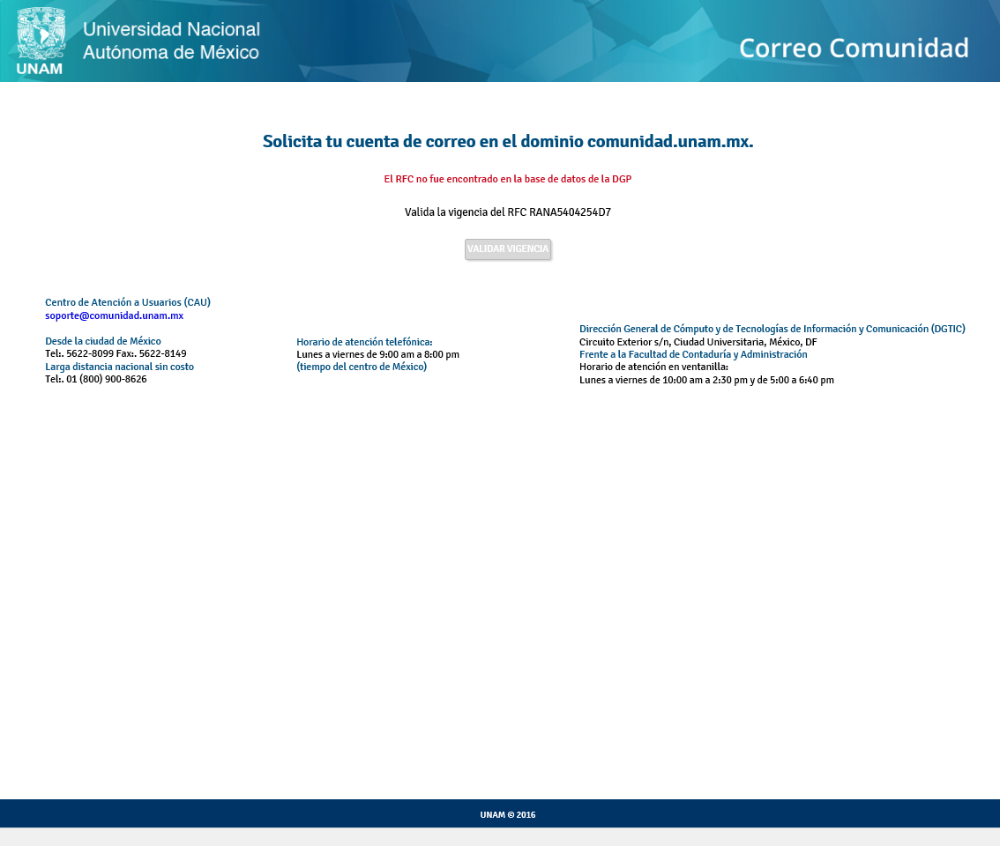 Universidad Nacional
Autónoma de México
UNAM
Correo Comunidad
Solicita tu cuenta de correo en el dominio comunidad.unam.mx.
El RFC no fue encontrado en la base de datos de la DGP
Valida la vigencia del RFC RANA5404254D7
VALIDAR VIGENCIA
Centro de Atención a Usuarios (CAU)
soporte@comunidad.unam.mx
Desde la ciudad de México
Tel:. 5622-8099 Fax:. 5622-8149
Larga distancia nacional sin costo
Tel:. 01 (800) 900-8626
Horario de atención telefónica:
Lunes a viernes de 9:00 am a 8:00 pm
(tiempo del centro de México)
Dirección General de Cómputo y de Tecnologías de Información y Comunicación (DGTIC)
Circuito Exterior s/n, Ciudad Universitaria, México, DF
Frente a la Facultad de Contaduría y Administración
Horario de atención en ventanilla:
Lunes a viernes de 10:00 am a 2:30 pm y de 5:00 a 6:40 pm
UNAM © 2016